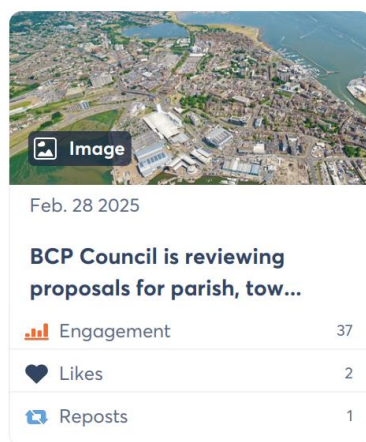 Image
Feb. 28 2025
BCP Council is reviewing
proposals for parish, tow...
Engagement 37
Likes 2
Reposts 1